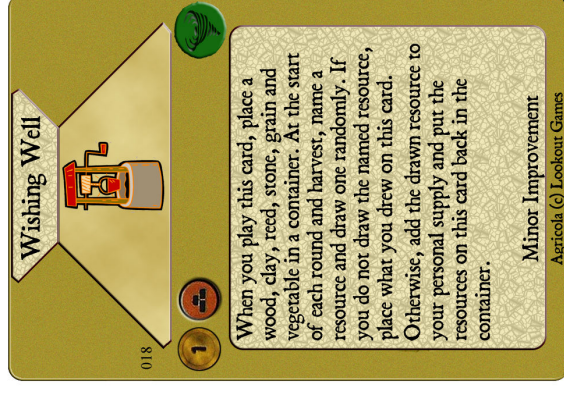 Wishing Well
018
1
When you play this card, place a
wood, clay, reed, stone, grain and
vegetable in a container. At the start
of each round and harvest, name a
resource and draw one randomly. If
you do not draw the named resource,
place what you drew on this card.
Otherwise, add the drawn resource to
your personal supply and put the
resources on this card back in the
container.
Minor Improvement
Agricola (c) Lookout Games